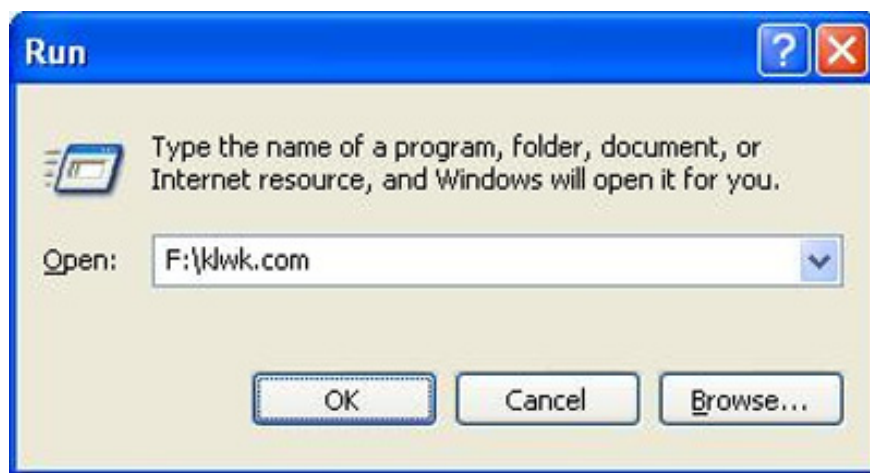 Run
Type the name of a program, folder, document, or
Internet resource, and Windows will open it for you.
Open: F:\klwk.com
OK Cancel Browse...